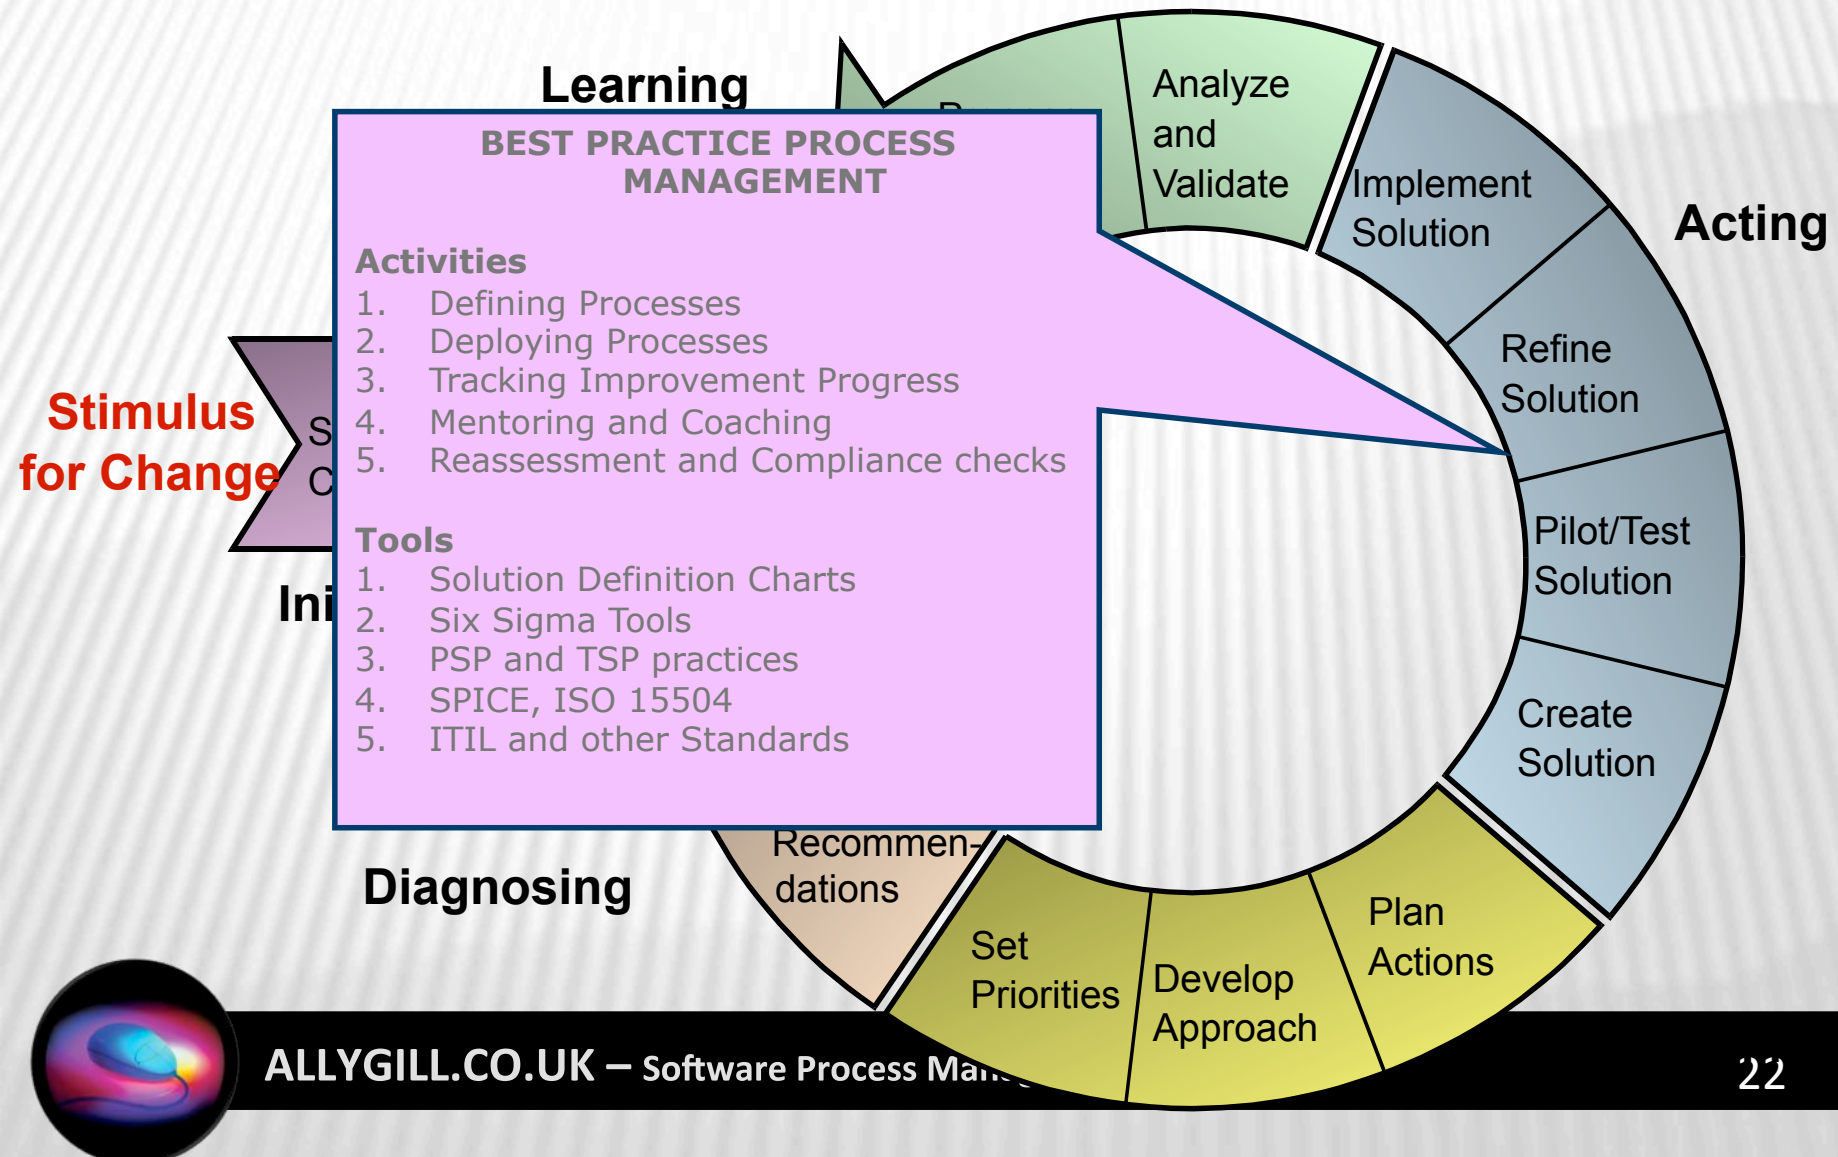 Learning
Analyze
and
Validate
Implement
Solution
Acting
Refine
Solution
Pilot/Test
Solution
Create
Solution
Plan
Actions
Develop
Approach
Set
Priorities
Recommen-
dations
Diagnosing
Stimulus
for Change
BEST PRACTICE PROCESS
MANAGEMENT
Activities
1. Defining Processes
2. Deploying Processes
3. Tracking Improvement Progress
4. Mentoring and Coaching
5. Reassessment and Compliance checks
Tools
1. Solution Definition Charts
2. Six Sigma Tools
3. PSP and TSP practices
4. SPICE, ISO 15504
5. ITIL and other Standards
ALLYGILL.CO.UK – Software Process
22